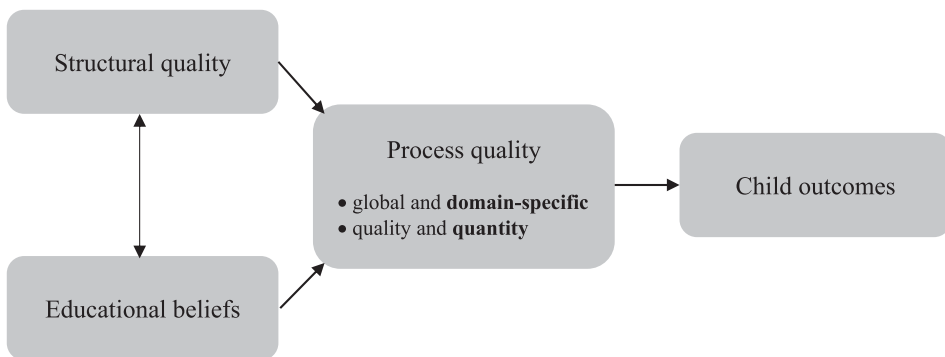 Structural quality
Process quality
• global and domain-specific
• quality and quantity
Child outcomes
Educational beliefs